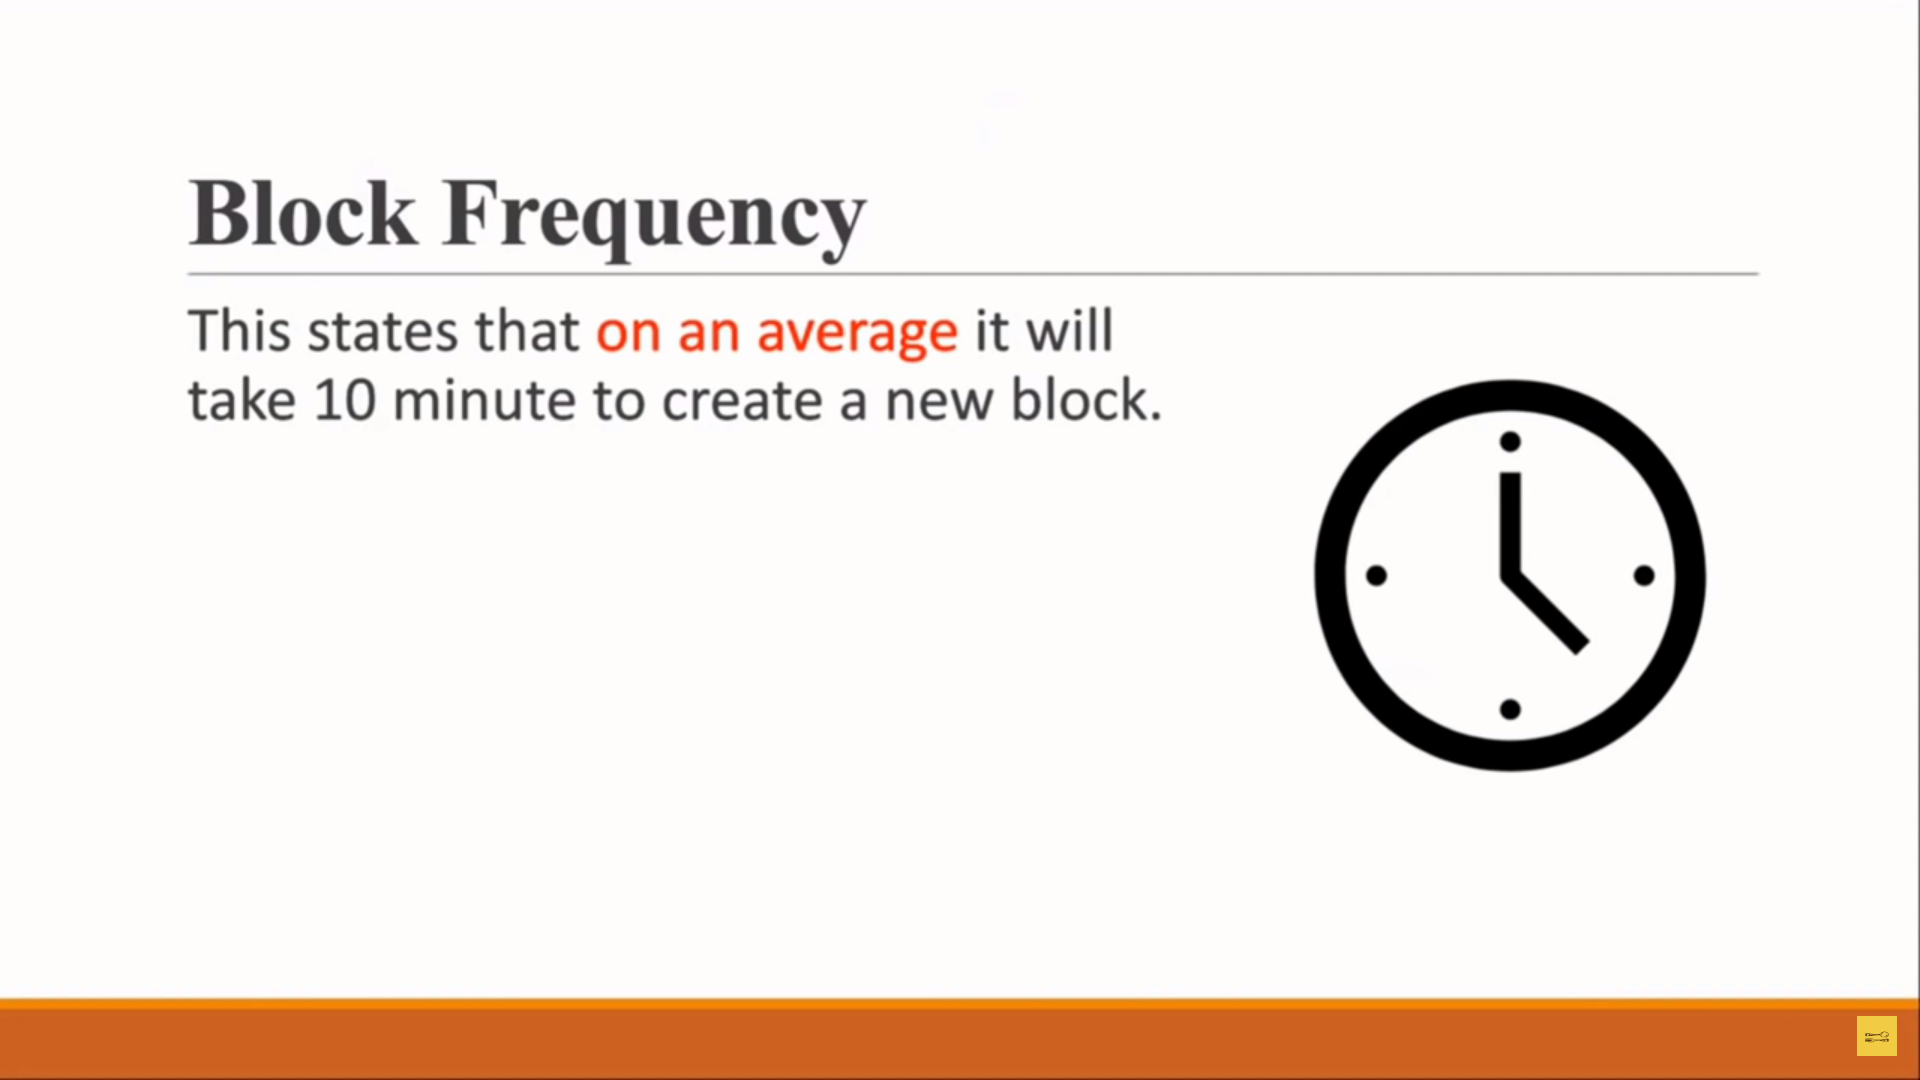 Block Frequency
This states that on an average it will
take 10 minute to create a new block.